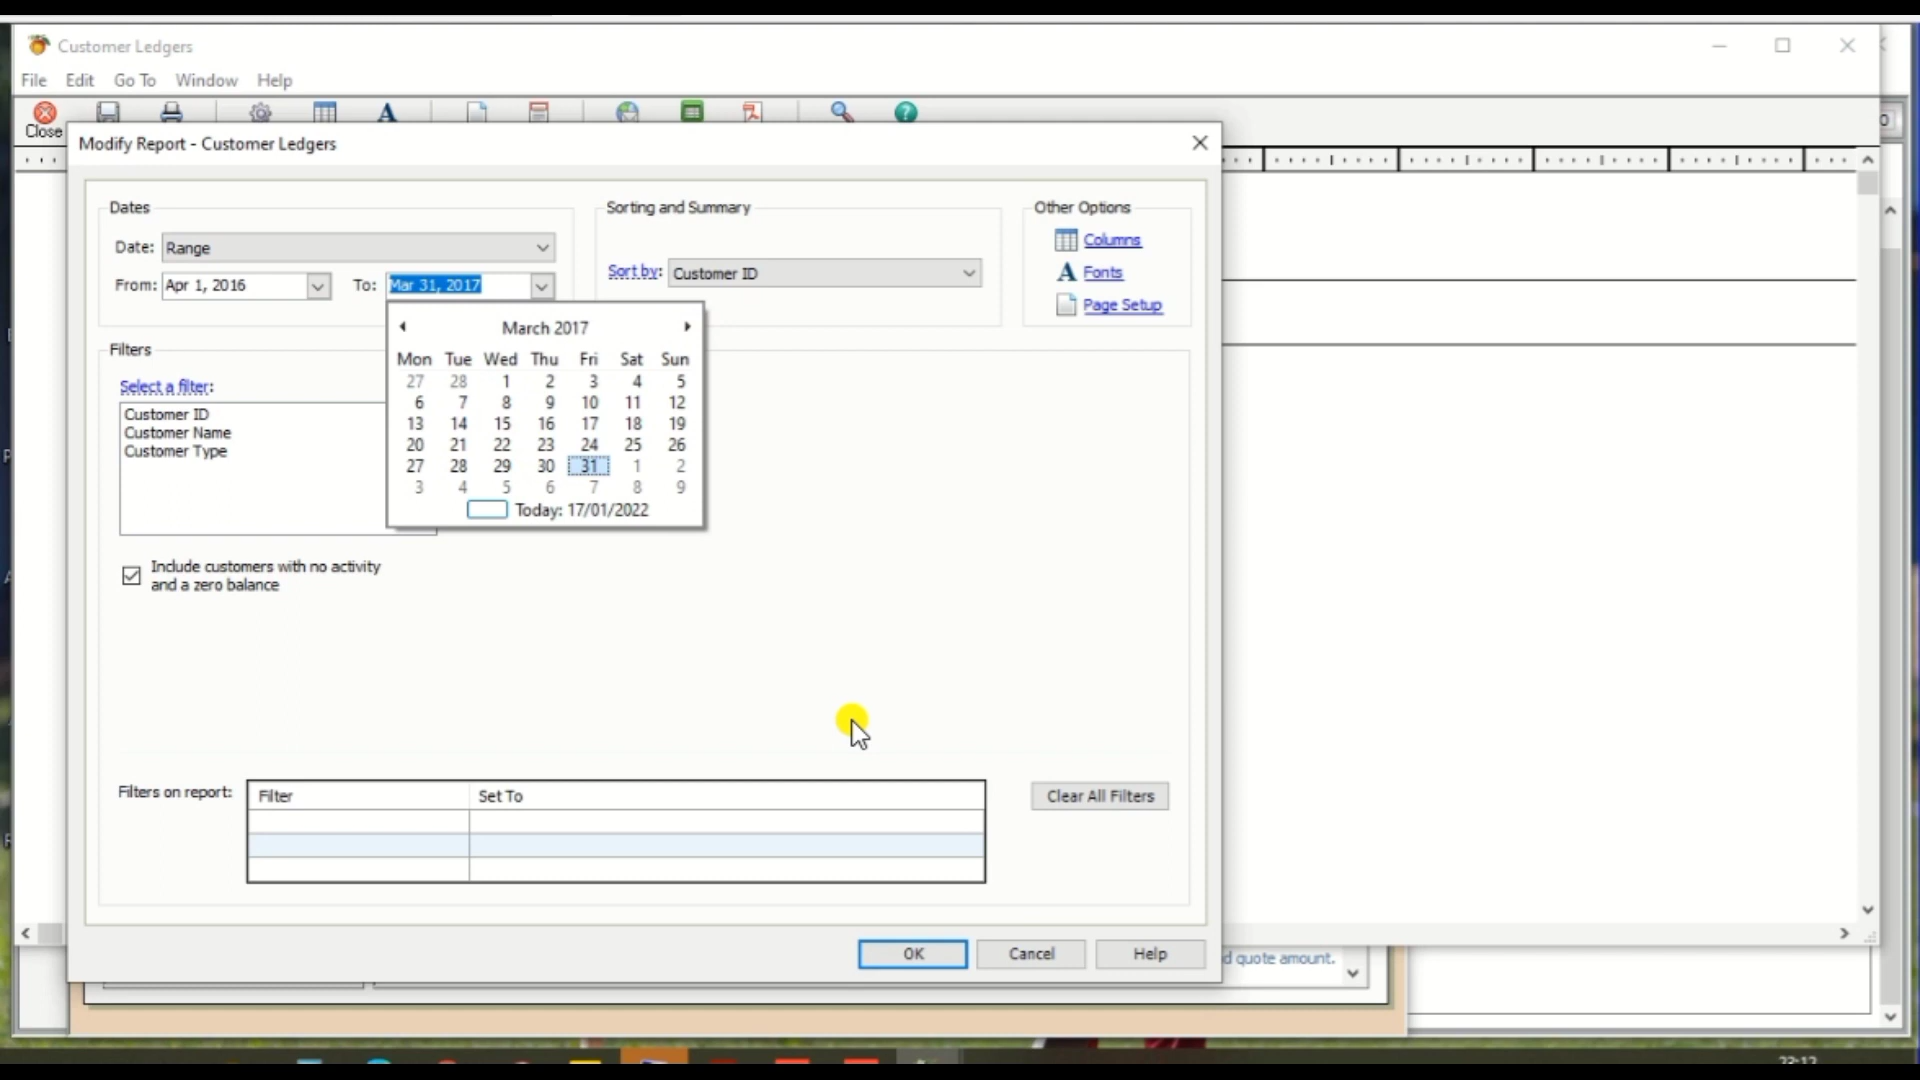 Customer Ledgers
File Edit Go To Window Help
Close
Modify Report - Customer Ledgers
Dates
Date: Range
From: Apr 1, 2016 To: Mar 31, 2017
Sorting and Summary
Sort by: Customer ID
Other Options
Columns
A Fonts
Page Setup
March 2017
Mon Tue Wed Thu Fri Sat Sun
27 28 1 2 3 4 5
6 7 8 9 10 11 12
13 14 15 16 17 18 19
20 21 22 23 24 25 26
27 28 29 30 31 1 2
3 4 5 6 7 8 9
Today: 17/01/2022
Filters
Select a filter:
Customer ID
Customer Name
Customer Type
Include customers with no activity
and a zero balance
Filters on report:
Filter Set To
Clear All Filters
OK Cancel Help
quote amount.